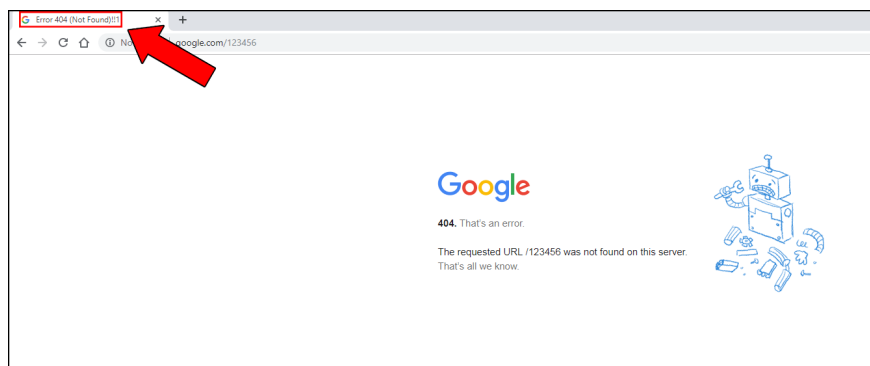 Error 404 (Not Found)!!1
google.com/123456
Google
404. That's an error.
The requested URL /123456 was not found on this server.
That's all we know.